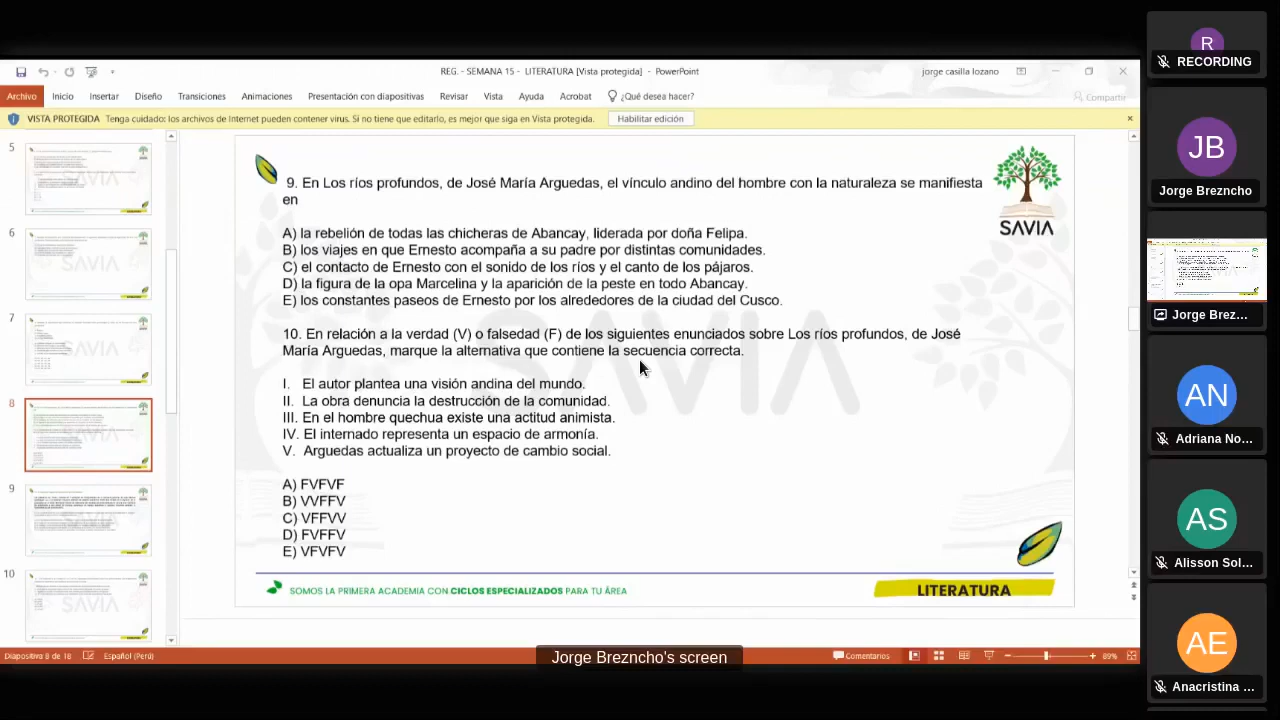 REG. - SEMANA 15 - LITERATURA [Vista protegida] - PowerPoint
jorge casilla lozano
Archivo Inicio Insertar Diseño Transiciones Animaciones Presentación con diapositivas Revisar Vista Ayuda Acrobat ¿Qué desea hacer? Compartir
VISTA PROTEGIDA Tenga cuidado: los archivos de Internet pueden contener virus. Si no tiene que editarlo, es mejor que siga en Vista protegida. Habilitar edición
5
6
7
8
9
10
SAVIA
9. En Los ríos profundos, de José María Arguedas, el vínculo andino del hombre con la naturaleza se manifiesta
en
A) la rebelión de todas las chicheras de Abancay, liderada por doña Felipa.
B) los viajes en que Ernesto acompaña a su padre por distintas comunidades.
C) el contacto de Ernesto con el sonido de los ríos y el canto de los pájaros.
D) la figura de la opa Marcelina y la aparición de la peste en todo Abancay.
E) los constantes paseos de Ernesto por los alrededores de la ciudad del Cusco.
10. En relación a la verdad (V) o falsedad (F) de los siguientes enunciados sobre Los ríos profundos, de José
María Arguedas, marque la alternativa que contiene la secuencia correcta.
I. El autor plantea una visión andina del mundo.
II. La obra denuncia la destrucción de la comunidad.
III. En el hombre quechua existe una actitud animista.
IV. El internado representa un espacio de armonía.
V. Arguedas actualiza un proyecto de cambio social.
A) FVFVF
B) VVFFV
C) VFFVV
D) FVFFV
E) VFVFV
SOMOS LA PRIMERA ACADEMIA CON CICLOS ESPECIALIZADOS PARA TU ÁREA
LITERATURA
Diapositiva 8 de 18 Español (Perú) Comentarios 89%
Jorge Brezncho's screen
R
RECORDING
JB
Jorge Brezncho
Jorge Brez...
AN
Adriana No...
AS
Alisson Sol...
AE
Anacristina ...